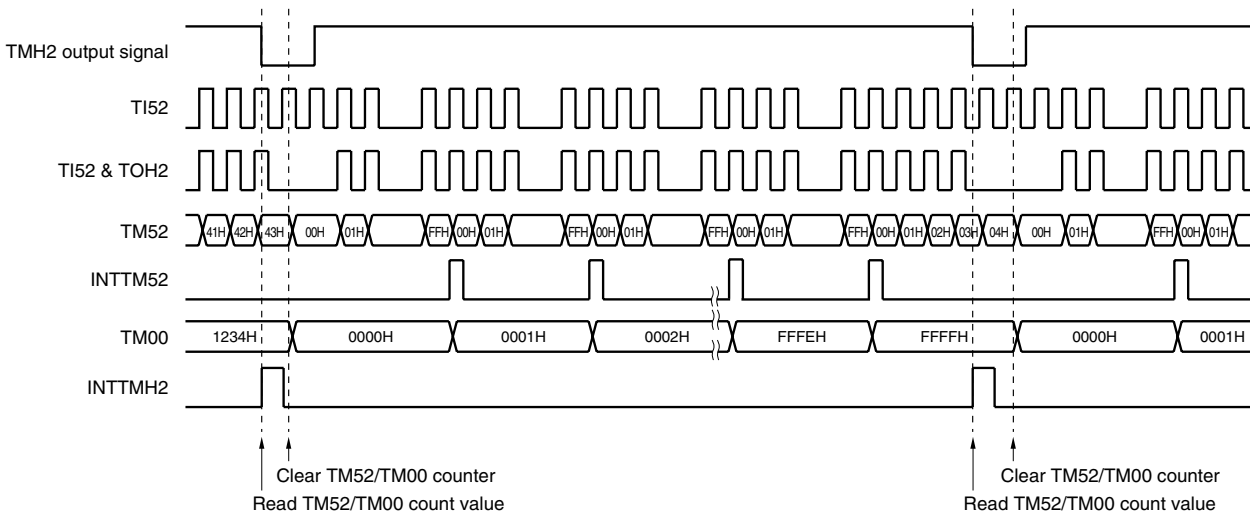 TMH2 output signal
TI52
TI52 & TOH2
TM52 41H 42H 43H 00H 01H FFH 00H 01H FFH 00H 01H FFH 00H 01H FFH 00H 01H 02H 03H 04H 00H 01H FFH 00H 01H
INTTM52
TM00 1234H 0000H 0001H 0002H FFFEH FFFFH 0000H 0001H
INTTMH2
Clear TM52/TM00 counter Clear TM52/TM00 counter
Read TM52/TM00 count value Read TM52/TM00 count value